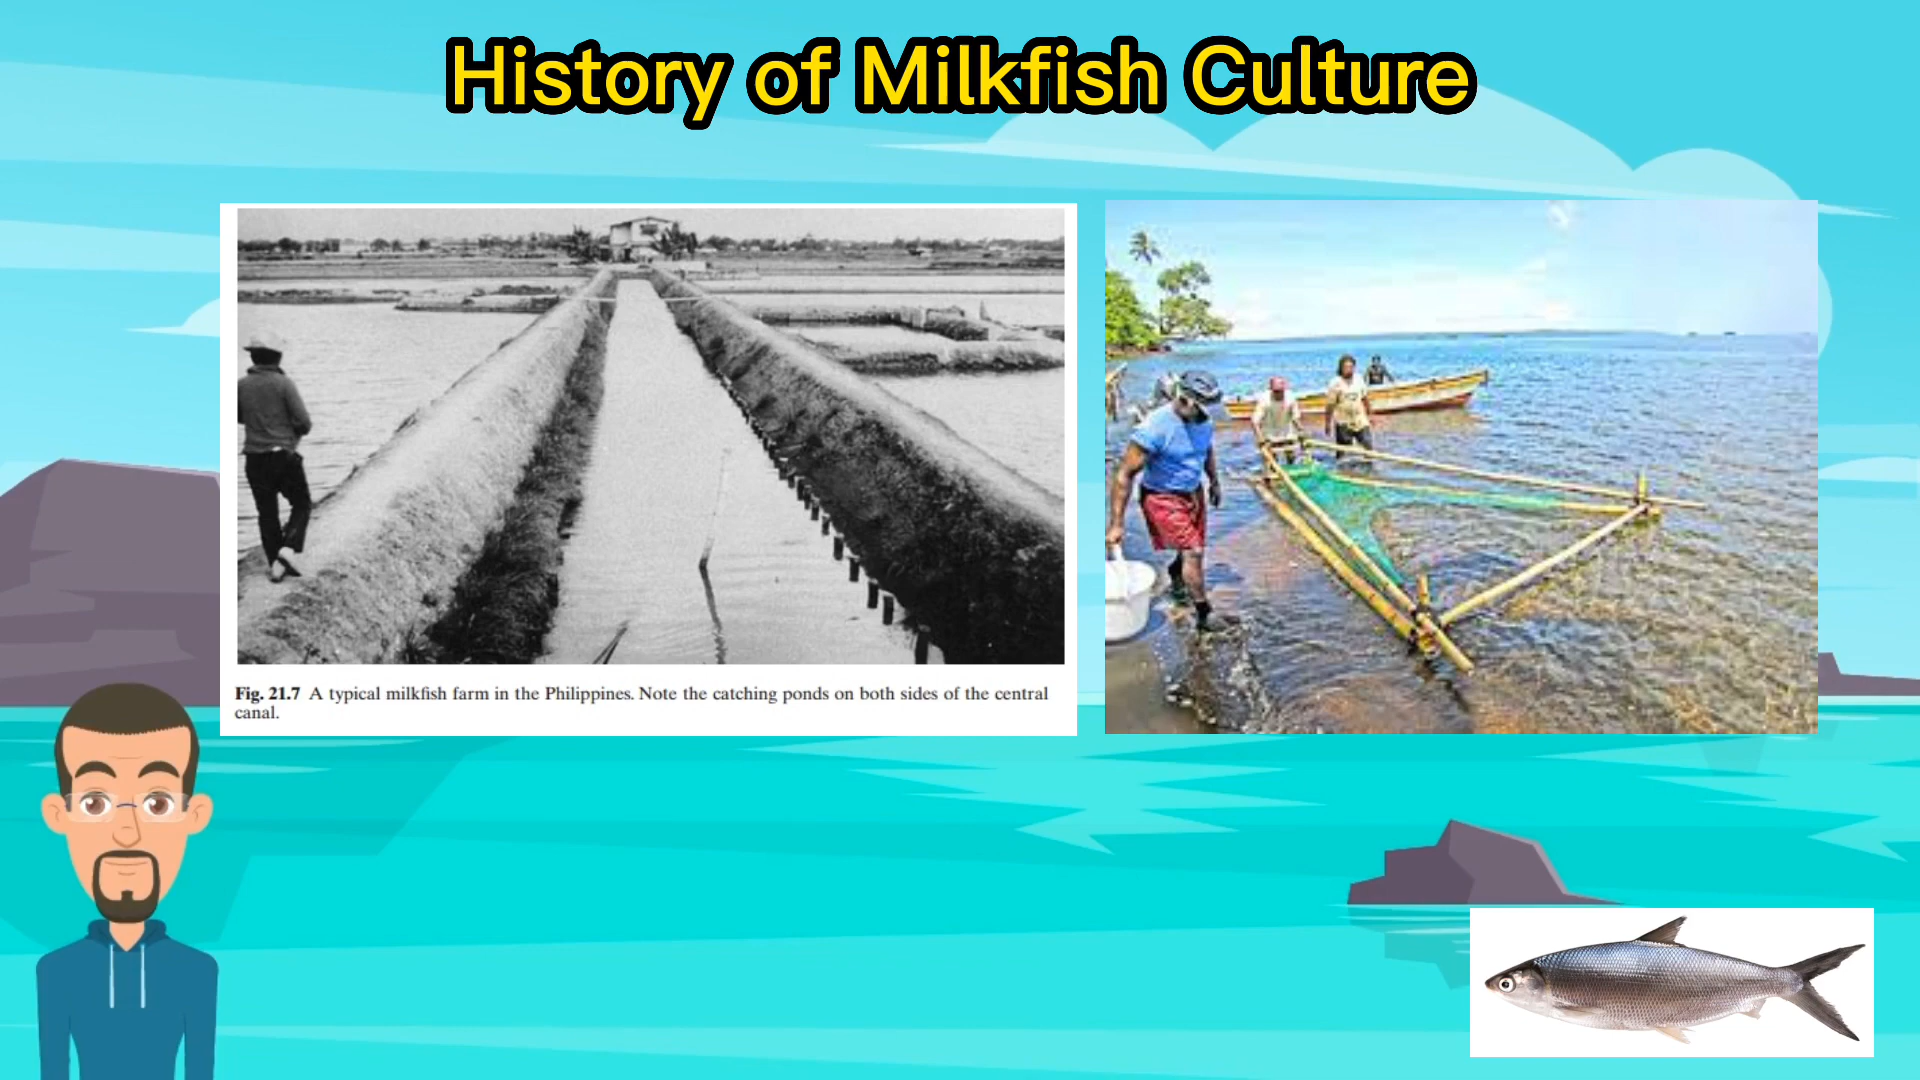 History of Milkfish Culture
Fig. 21.7 A typical milkfish farm in the Philippines. Note the catching ponds on both sides of the central
canal.